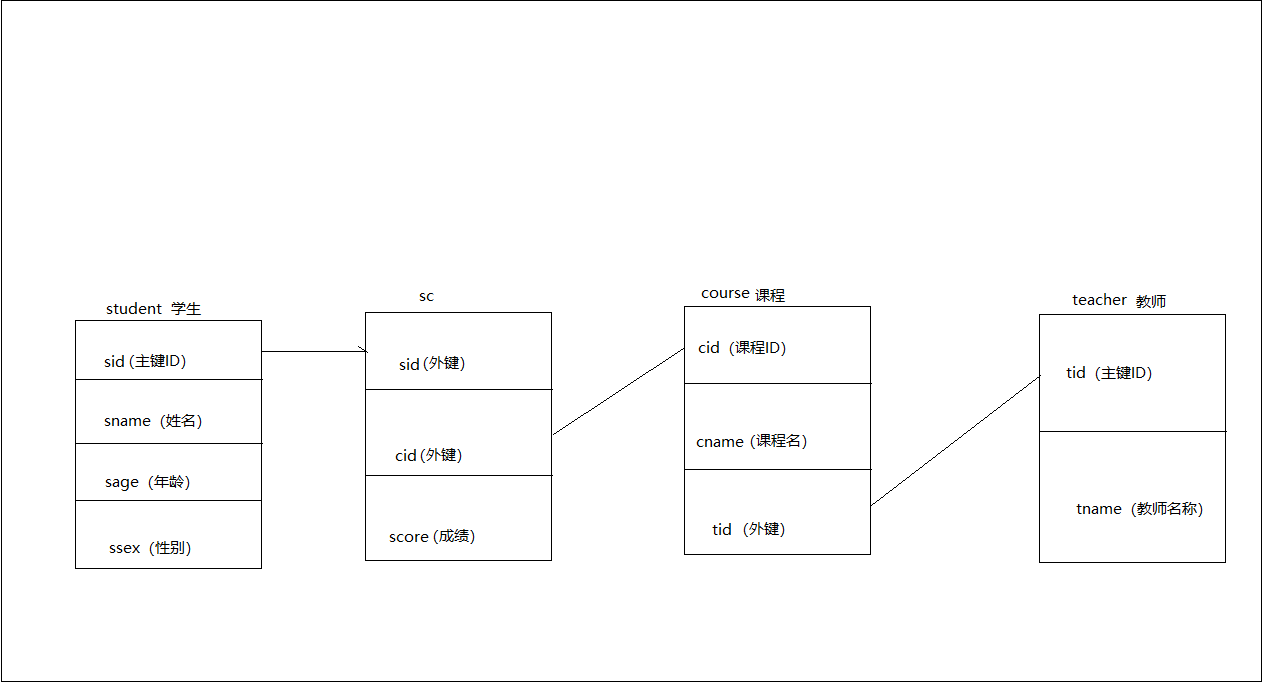 student 学生
sid (主键ID)
sname (姓名)
sage (年龄)
ssex (性别)
sc
sid (外键)
cid (外键)
score (成绩)
course 课程
cid (课程ID)
cname (课程名)
tid (外键)
teacher 教师
tid (主键ID)
tname (教师名称)